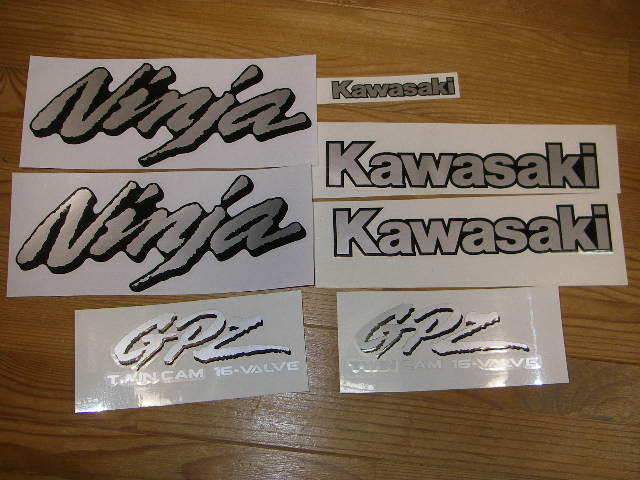 Ninja
Kawasaki
Kawasaki
Ninja
Kawasaki
GPZ
TWIN CAM 16-VALVE
GPZ
TWIN CAM 16-VALVE